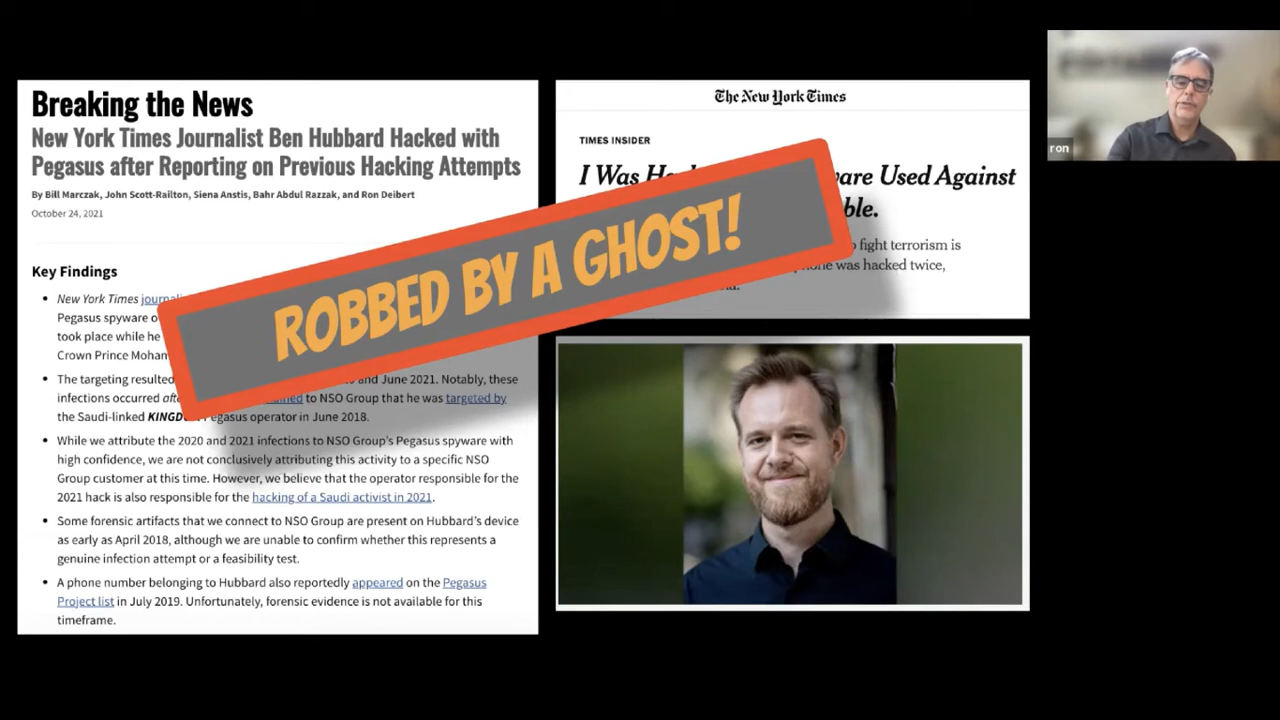 Breaking the News
New York Times Journalist Ben Hubbard Hacked with
Pegasus after Reporting on Previous Hacking Attempts
By Bill Marczak, John Scott-Railton, Siena Anstis, Bahr Abdul Razzak, and Ron Deibert
October 24, 2021
Key Findings
New York Times
Pegasus spyware
took place while he
Crown Prince
The targeting resulted and June 2021. Notably, these
infections occurred to NSO Group that he was targeted by
the Saudi-linked Pegasus operator in June 2018.
While we attribute the 2020 and 2021 infections to NSO Group's Pegasus spyware with
high confidence, we are not conclusively attributing this activity to a specific NSO
Group customer at this time. However, we believe that the operator responsible for the
2021 hack is also responsible for the hacking of a Saudi activist in 2021.
Some forensic artifacts that we connect to NSO Group are present on Hubbard's device
as early as April 2018, although we are unable to confirm whether this represents a
genuine infection attempt or a feasibility test.
A phone number belonging to Hubbard also reportedly appeared on the Pegasus
Project list in July 2019. Unfortunately, forensic evidence is not available for this
timeframe.
ROBBED BY A GHOST!
The New York Times
TIMES INSIDER
I Was Used Against
fight terrorism is
was hacked twice,
ron